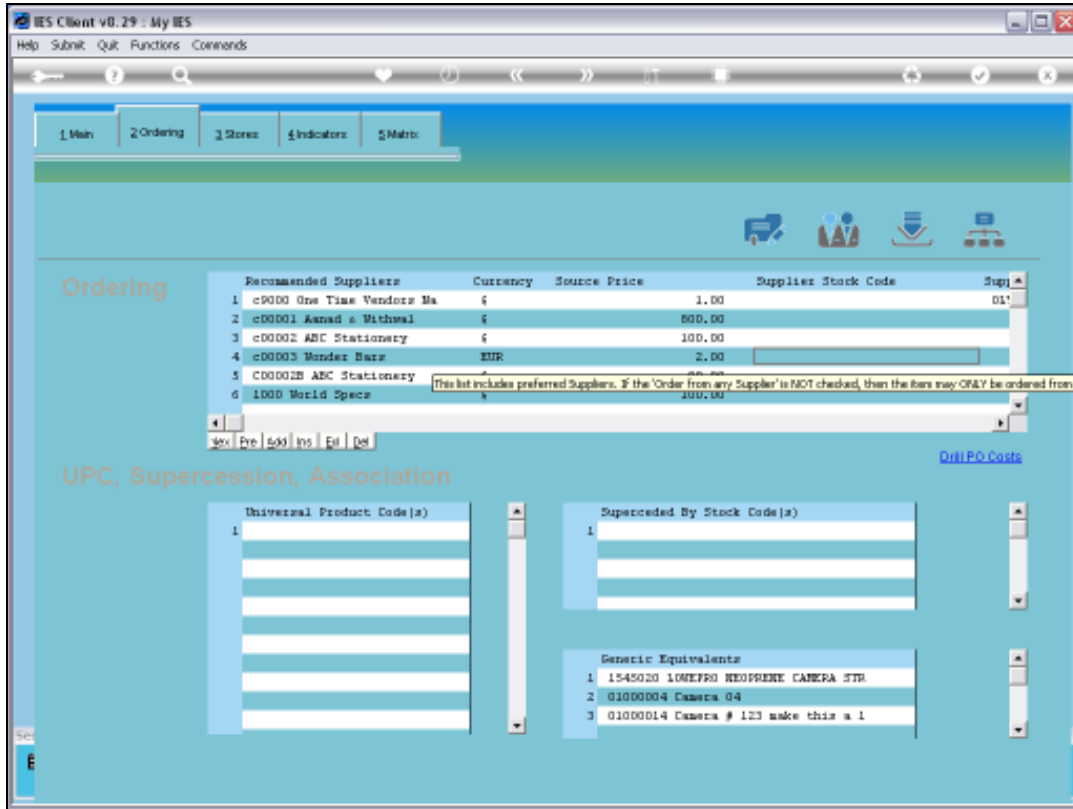 IES Client v8.29 : My IES
Help Submit Quit Functions Commands
1 Main 2 Ordering 3 Stores 4 Indicators 5 Matrix
Ordering
Recommended Suppliers Currency Source Price Supplier Stock Code
1 c9000 One Time Vendors Ma 1.00
2 c00001 Aanad & Withwal 800.00
3 c00002 ABC Stationery 100.00
4 c00003 Wonder Bars EUR 2.00
5 C00002B ABC Stationery
This list includes preferred Suppliers. If the 'Order from any Supplier' is NOT checked, then the item may ONLY be ordered from
6 1000 World Specs 100.00
Nex Pre Add Ins Del
Drill PO Costs
UPC, Supercession, Association
Universal Product Code(s)
1
Superceded By Stock Code(s)
1
Generic Equivalents
1 1545020 LOWEPRO NEOPRENE CAMERA STR
2 01000004 Camera 04
3 01000014 Camera # 123 make this a l